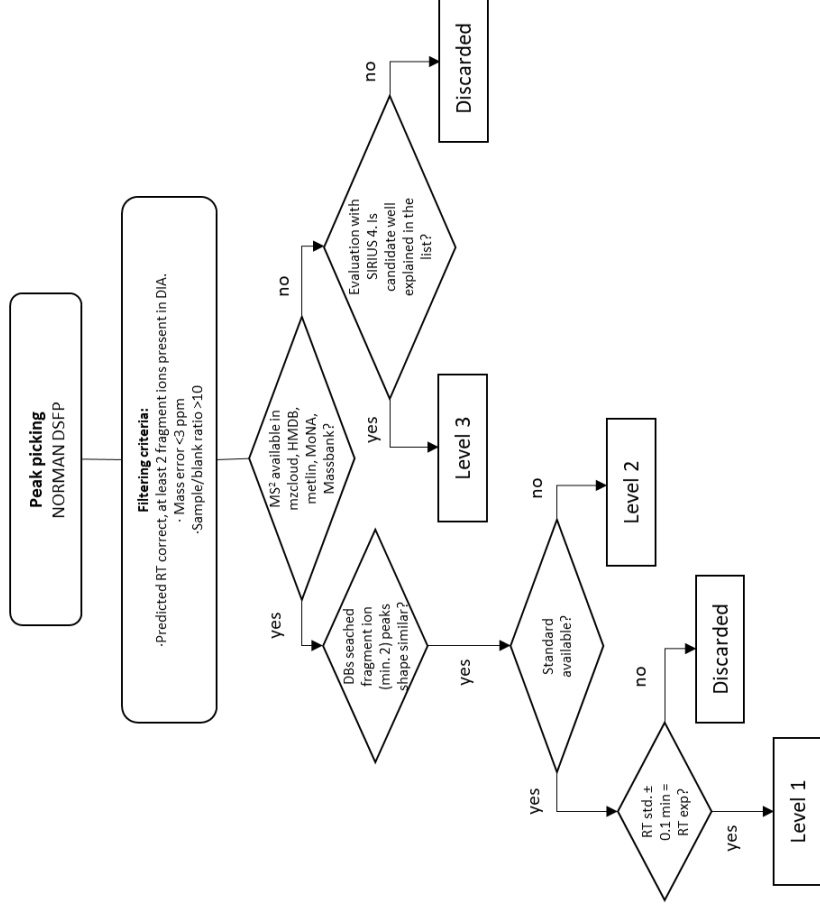 Peak picking
NORMAN DSFP
Filtering criteria:
·Predicted RT correct, at least 2 fragment ions present in DIA.
· Mass error <3 ppm
·Sample/blank ratio >10
MS² available in
mzcloud, HMDB,
metlin, MoNA,
Massbank?
yes
no
DBs seached
fragment ion
(min. 2) peaks
shape similar?
Evaluation with
SIRIUS 4. Is
candidate well
explained in the
list?
yes
no
Level 3
Discarded
yes
Standard
available?
yes
no
Level 2
RT std. ±
0.1 min =
RT exp?
no
Discarded
yes
Level 1